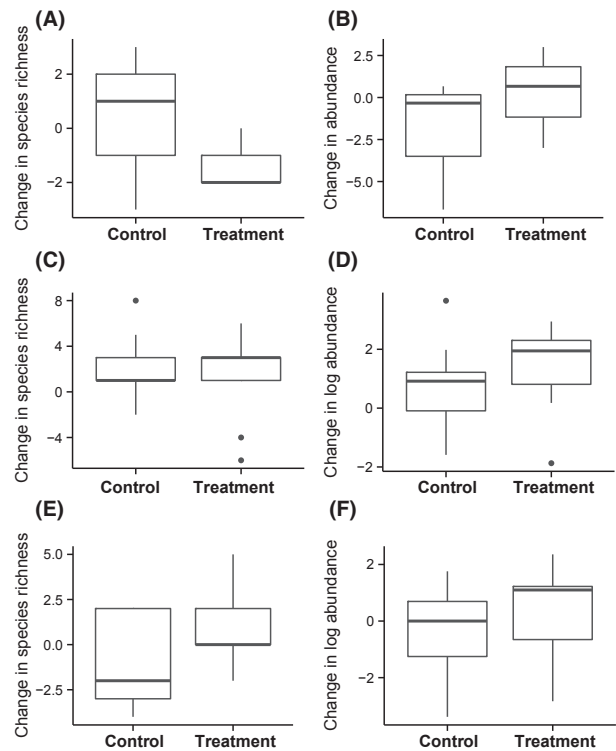 (A)
Change in species richness
2
0
−2
Control
Treatment
(B)
Change in abundance
2.5
0.0
−2.5
−5.0
Control
Treatment
(C)
Change in species richness
8
4
0
−4
Control
Treatment
(D)
Change in log abundance
2
0
−2
Control
Treatment
(E)
Change in species richness
5.0
2.5
0.0
−2.5
Control
Treatment
(F)
Change in log abundance
2
0
−2
Control
Treatment